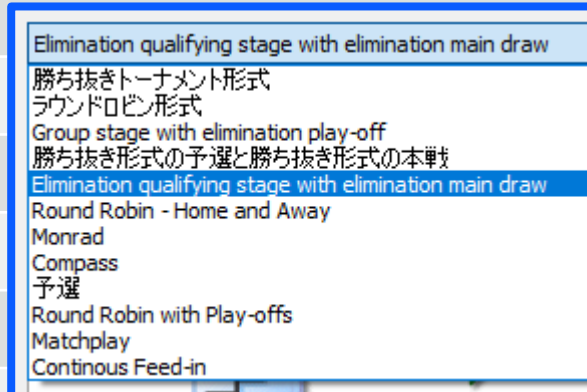 Elimination qualifying stage with elimination main draw
勝ち抜きトーナメント形式
ラウンドロビン形式
Group stage with elimination play-off
勝ち抜き形式の予選と勝ち抜き形式の本戦
Elimination qualifying stage with elimination main draw
Round Robin - Home and Away
Monrad
Compass
予選
Round Robin with Play-offs
Matchplay
Continous Feed-in